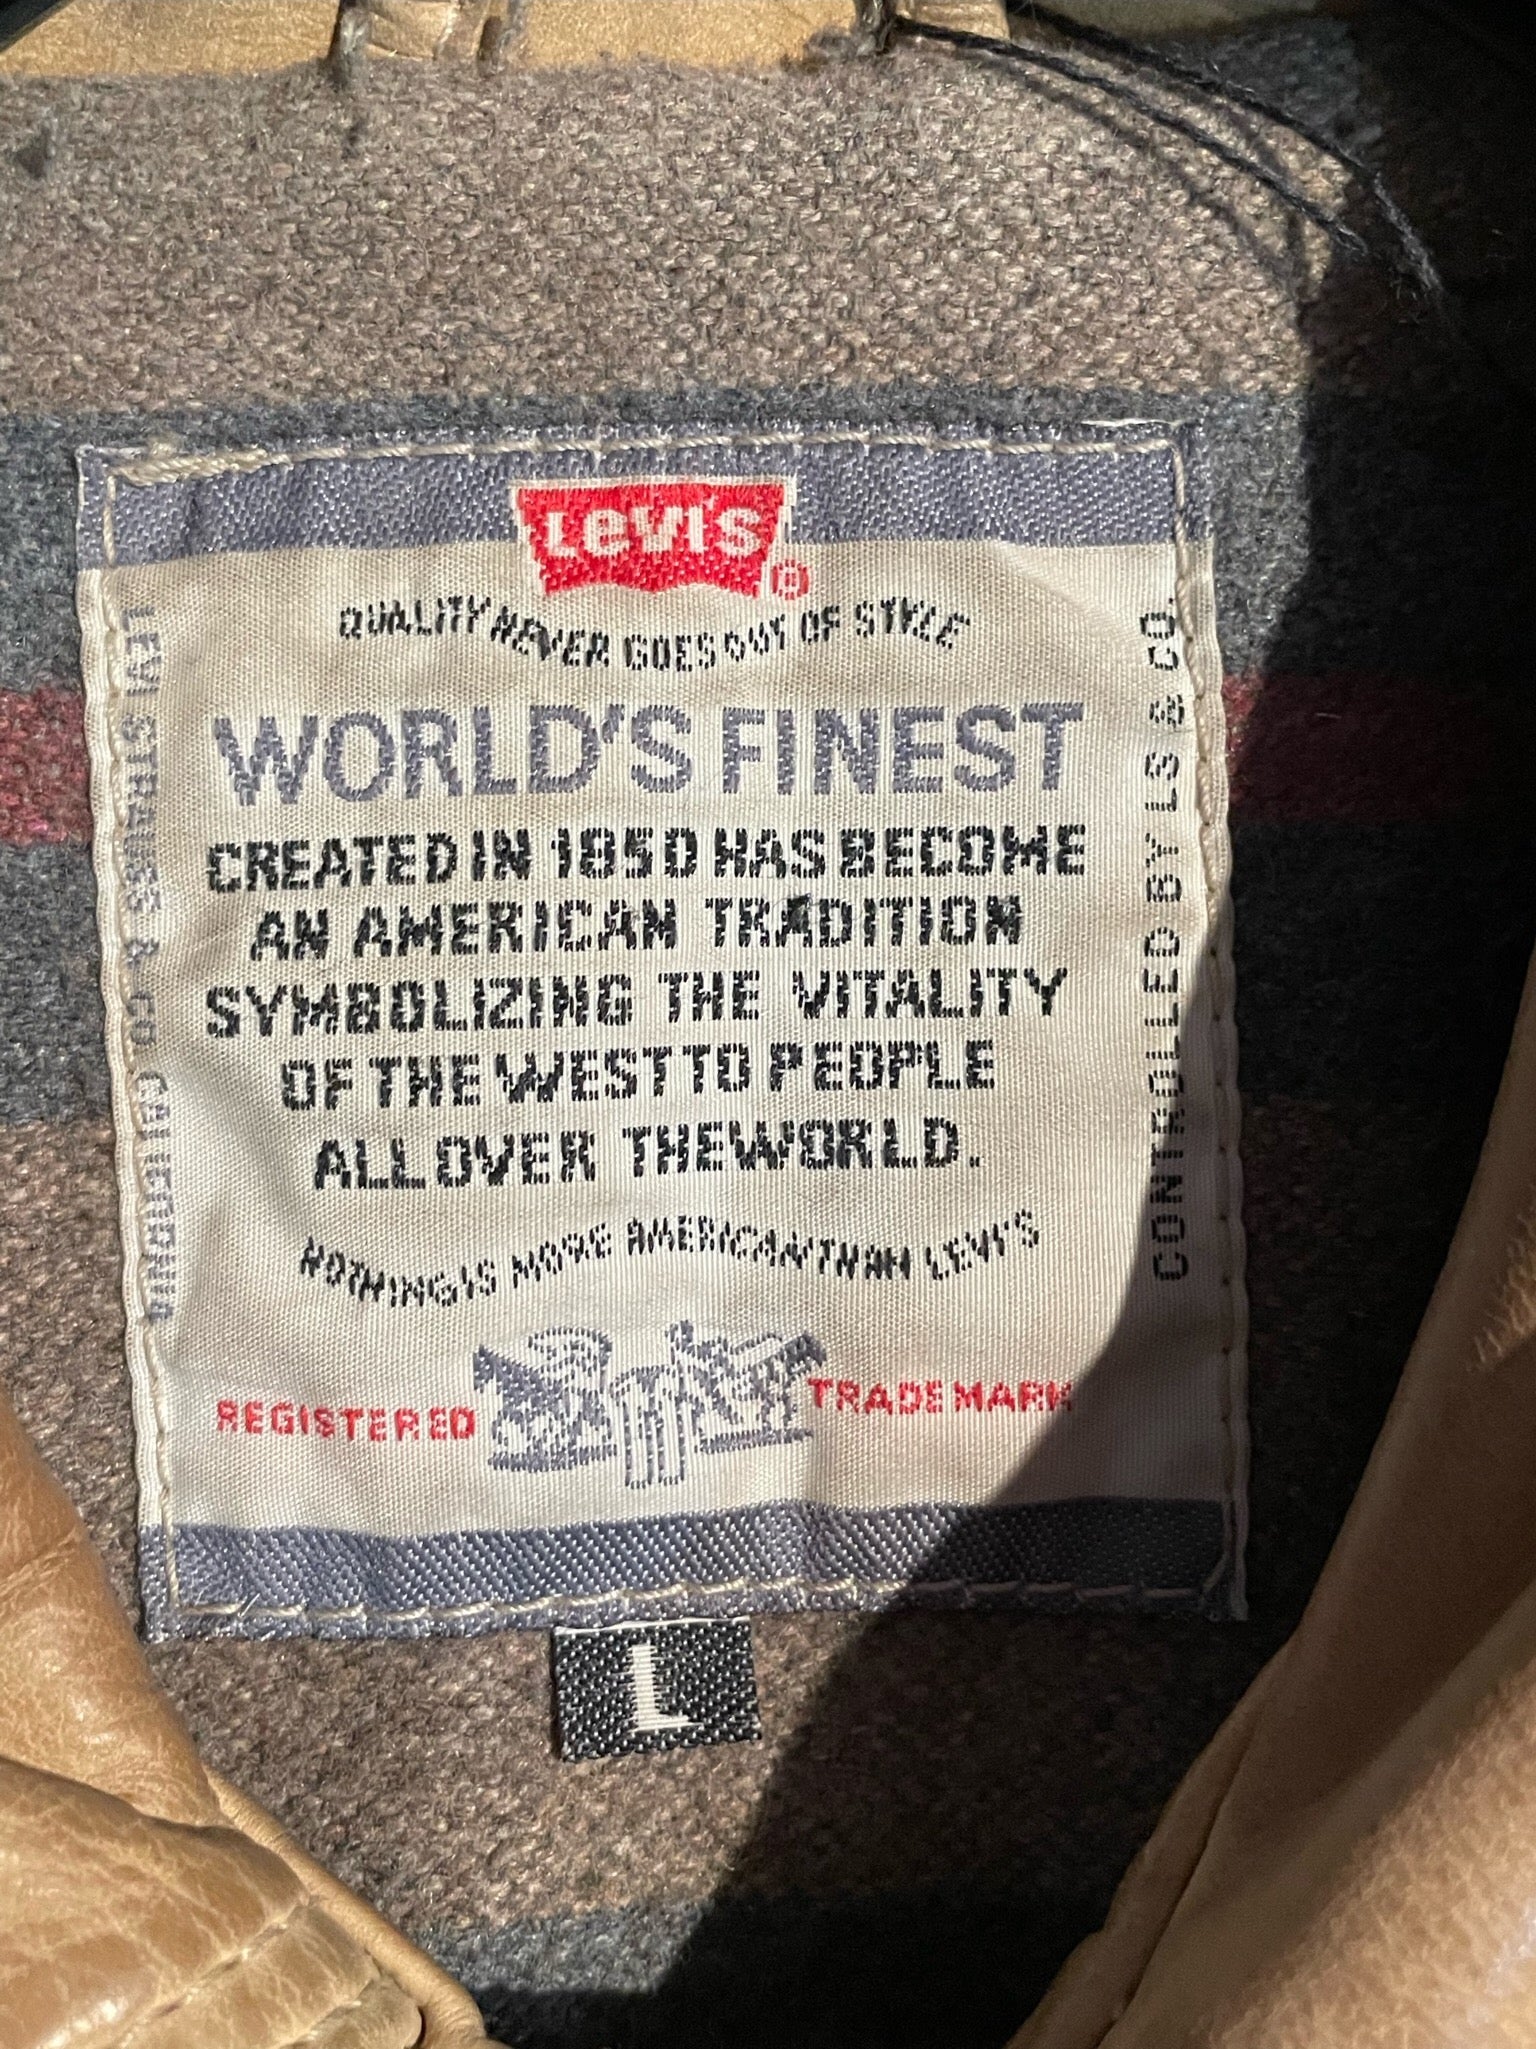 Levi's ®
QUALITY NEVER GOES OUT OF STYLE
WORLD'S FINEST
CREATED IN 1850 HAS BECOME
AN AMERICAN TRADITION
SYMBOLIZING THE VITALITY
OF THE WEST TO PEOPLE
ALL OVER THE WORLD.
NOTHING IS MORE AMERICAN THAN LEVI'S
REGISTERED TRADE MARK
LEVI STRAUSS & CO CALIFORNIA
CONTROLLED BY LS & CO.
L